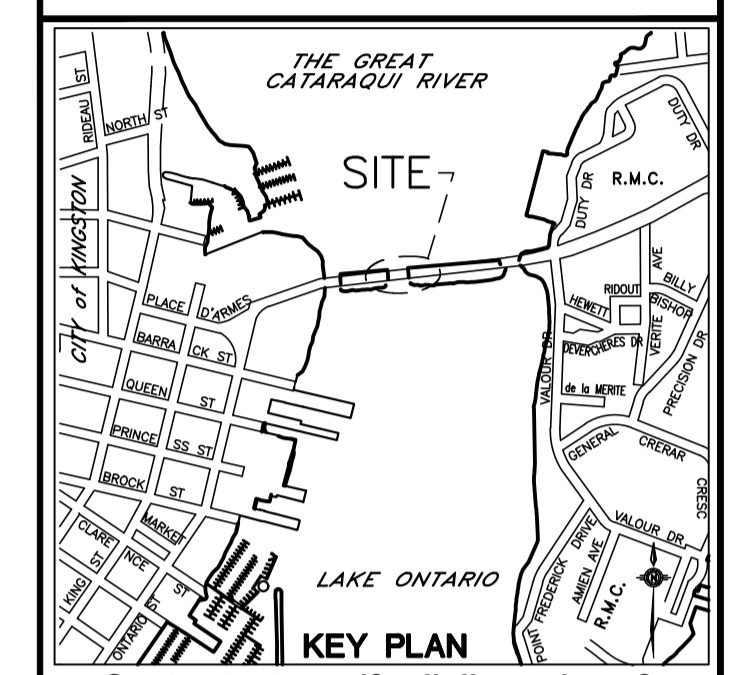 THE GREAT
CATARAQUI RIVER
RIDEAU ST
NORTH ST
DUTY DR
SITE
DUTY DR
R.M.C.
CITY of KINGSTON
AVE
BILLY
BISHOP
RIDOUT
HEWETT
VERITE
PLACE D'ARMES
BARRA CK ST
DEVERCHERES DR
VALOUR DR
PRECISION DR
QUEEN ST
de la MERITE
PRINCE SS ST
GENERAL CRERAR
CRESC
BROCK ST
MARKET
VALOUR DR
CLARE NCE
ST
ST
KING
ONTARIO ST
LAKE ONTARIO
POINT FREDERICK DRIVE
AMIEN AVE
R.M.C.
N
KEY PLAN